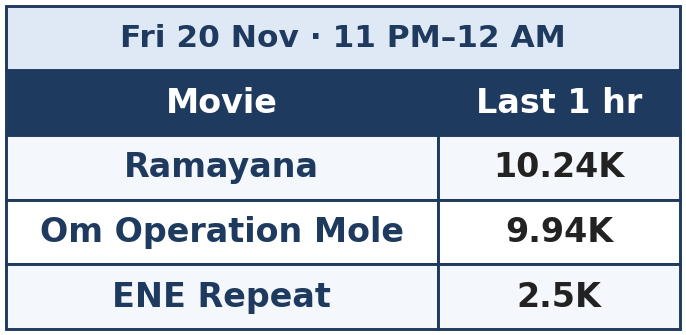 Fri 20 Nov · 11 PM–12 AM
Movie Last 1 hr
Ramayana 10.24K
Om Operation Mole 9.94K
ENE Repeat 2.5K